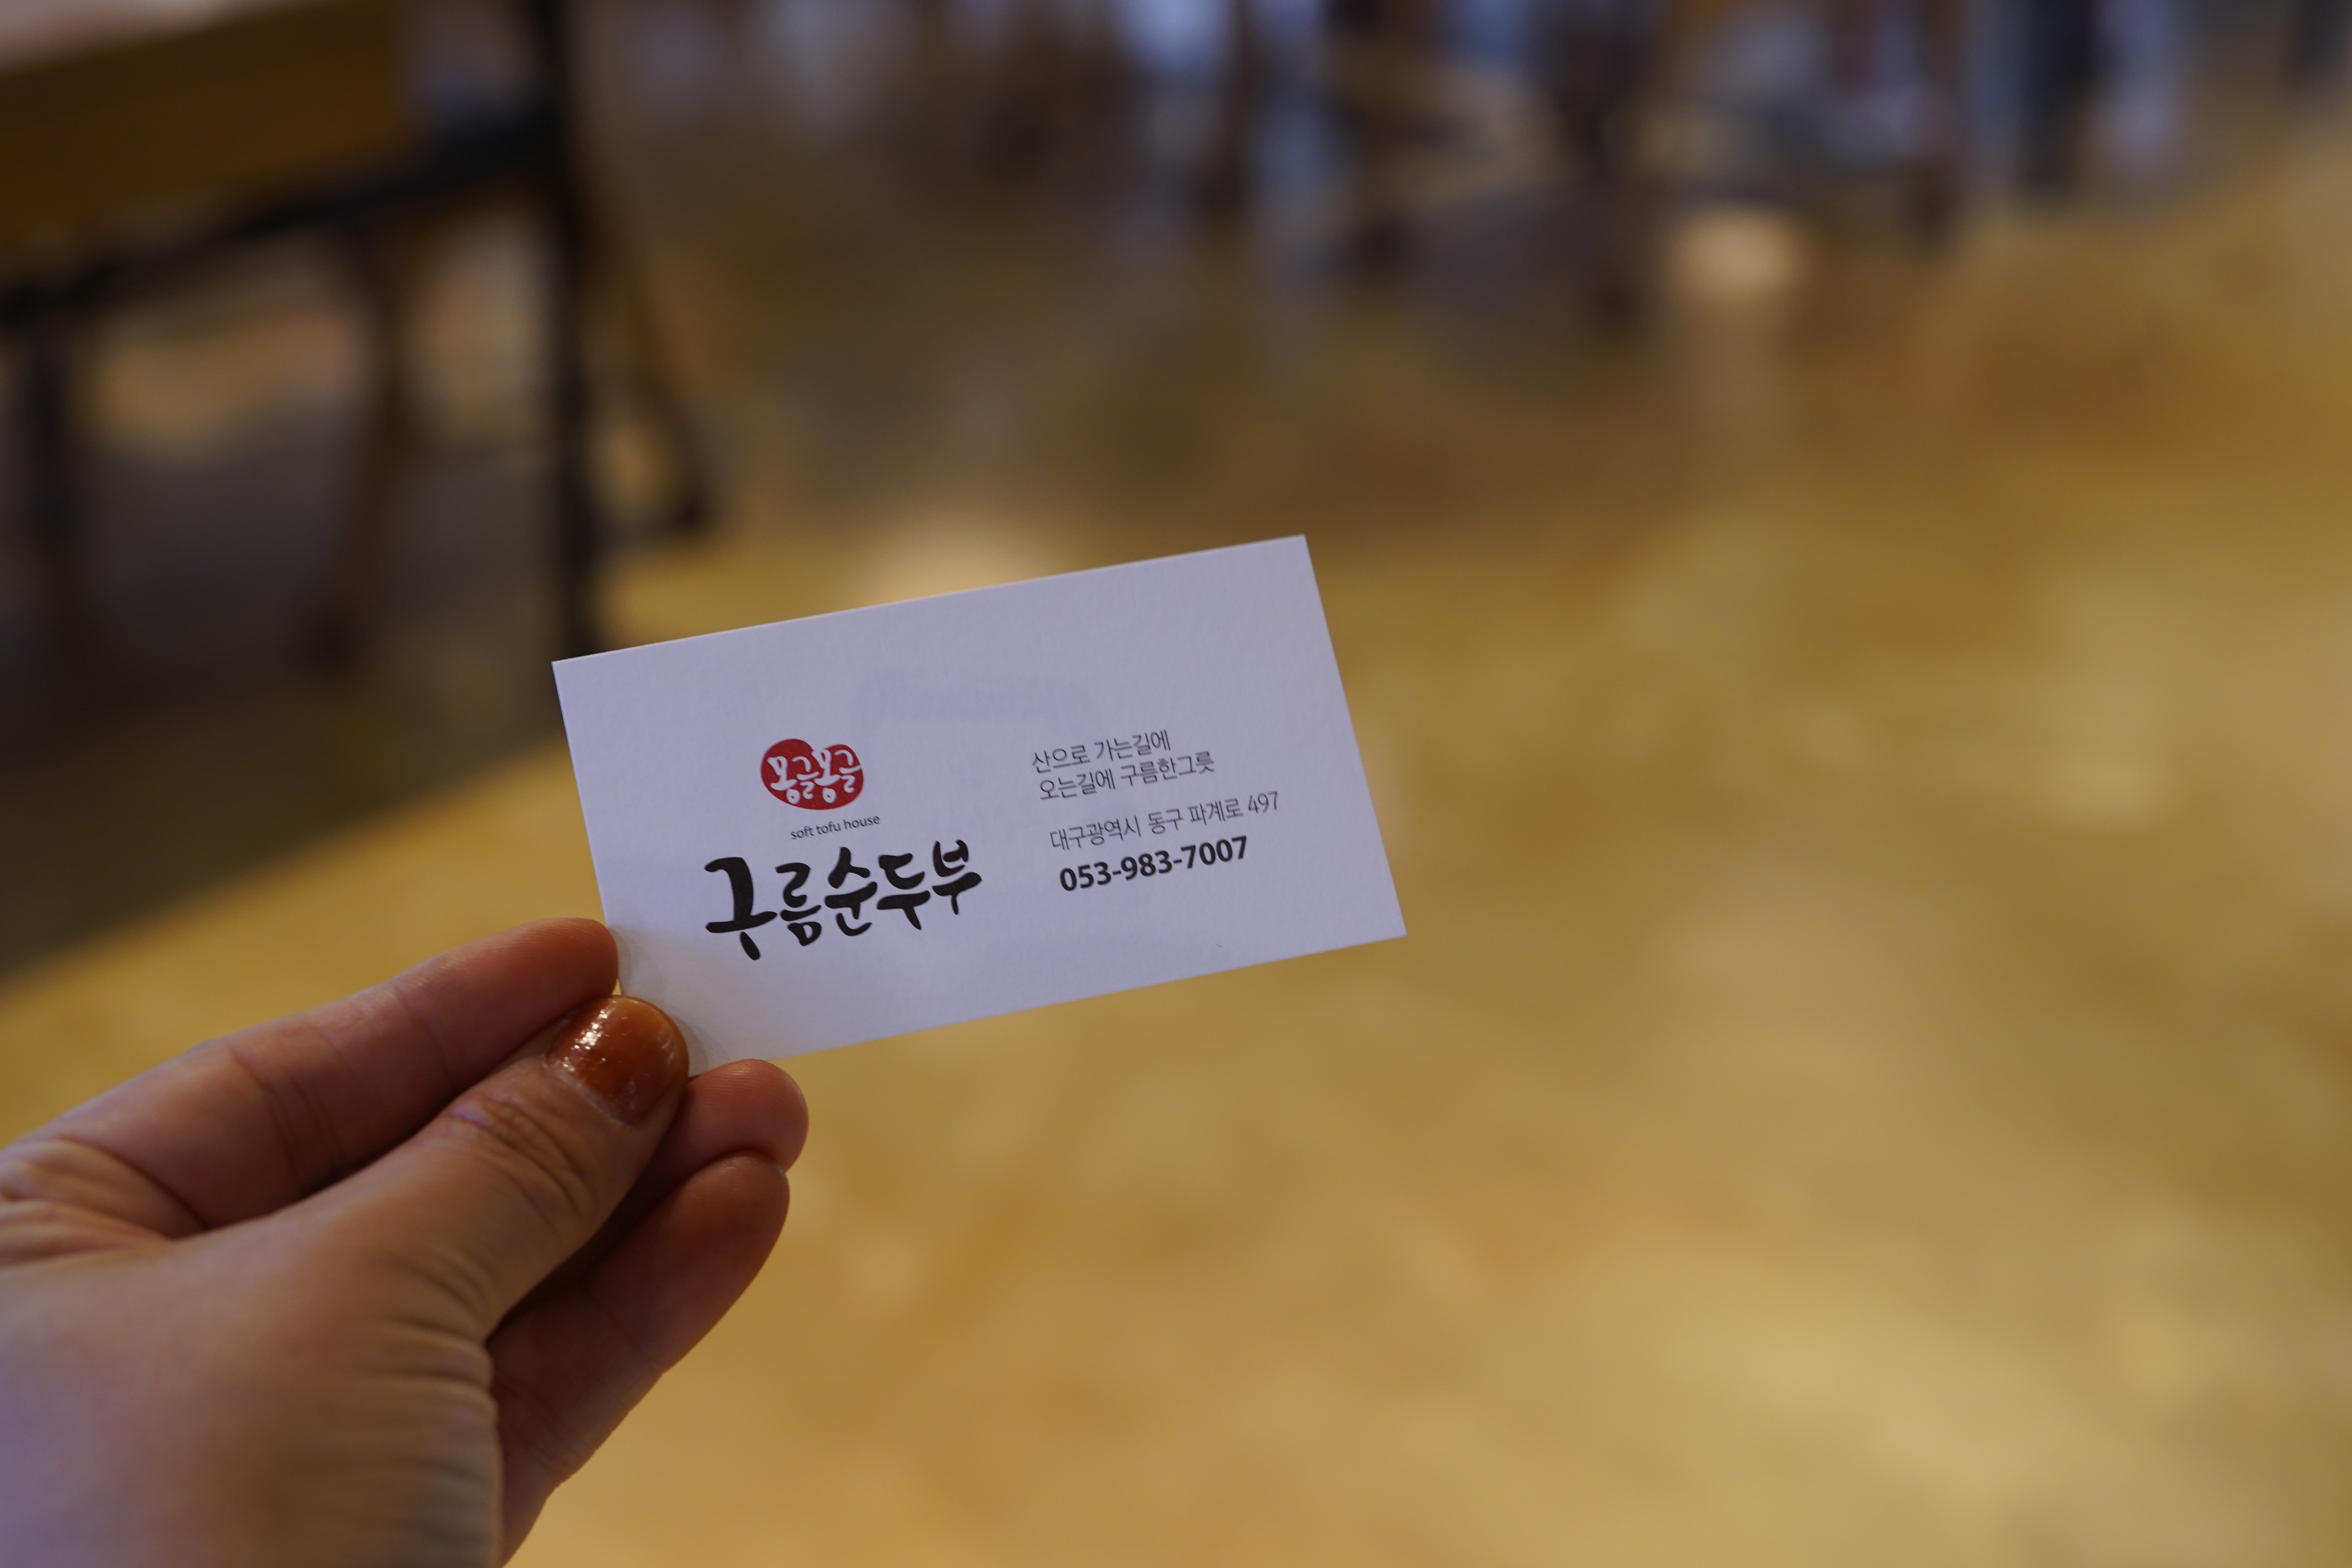 몽글몽글
soft tofu house
구름순두부
산으로 가는길에
오는길에 구름한그릇
대구광역시 동구 파계로 497
053-983-7007